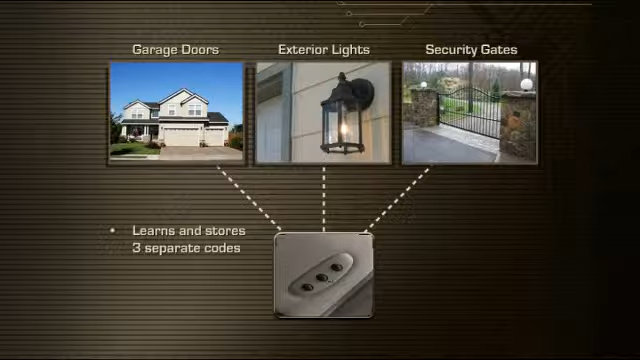 Garage Doors
Exterior Lights
Security Gates
• Learns and stores
3 separate codes